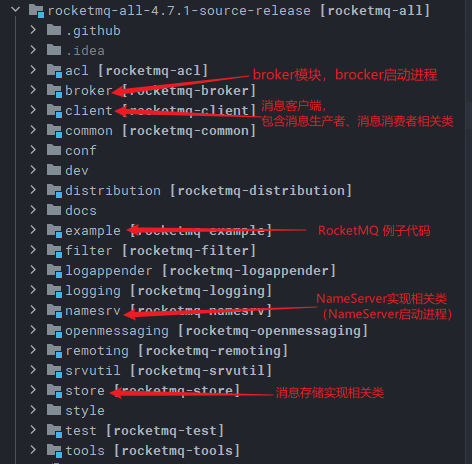 rocketmq-all-4.7.1-source-release [rocketmq-all]
.github
.idea
acl [rocketmq-acl]
broker [rocketmq-broker]
broker模块，brocker启动进程
client [rocketmq-client]
消息客户端，
包含消息生产者、消息消费者相关类
common [rocketmq-common]
conf
dev
distribution [rocketmq-distribution]
docs
example [rocketmq-example]
RocketMQ 例子代码
filter [rocketmq-filter]
logappender [rocketmq-logappender]
logging [rocketmq-logging]
NameServer实现相关类
（NameServer启动进程）
namesrv [rocketmq-namesrv]
openmessaging [rocketmq-openmessaging]
remoting [rocketmq-remoting]
srvutil [rocketmq-srvutil]
store [rocketmq-store]
消息存储实现相关类
style
test [rocketmq-test]
tools [rocketmq-tools]